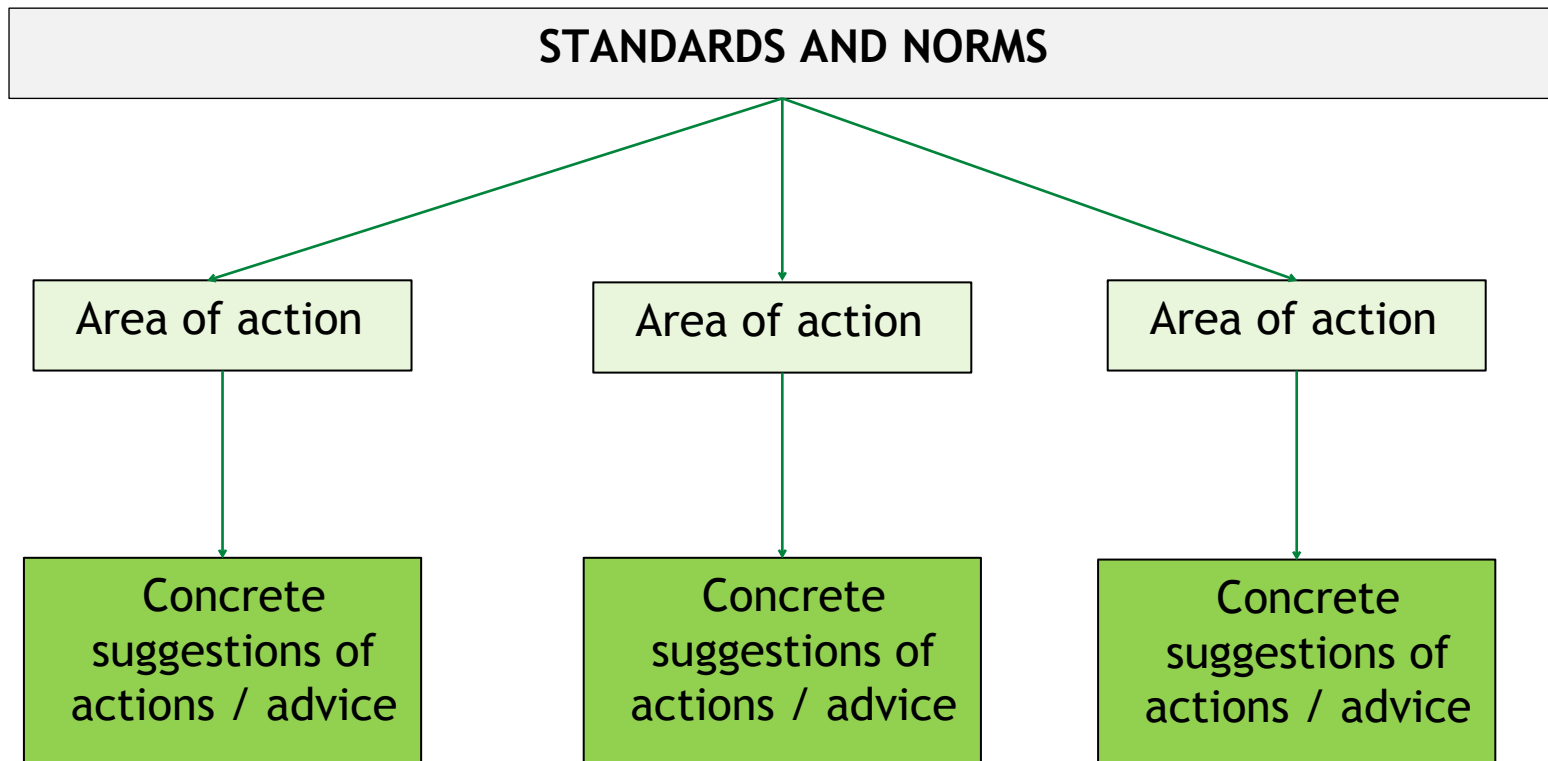 STANDARDS AND NORMS
Area of action
Area of action
Area of action
Concrete
suggestions of
actions / advice
Concrete
suggestions of
actions / advice
Concrete
suggestions of
actions / advice